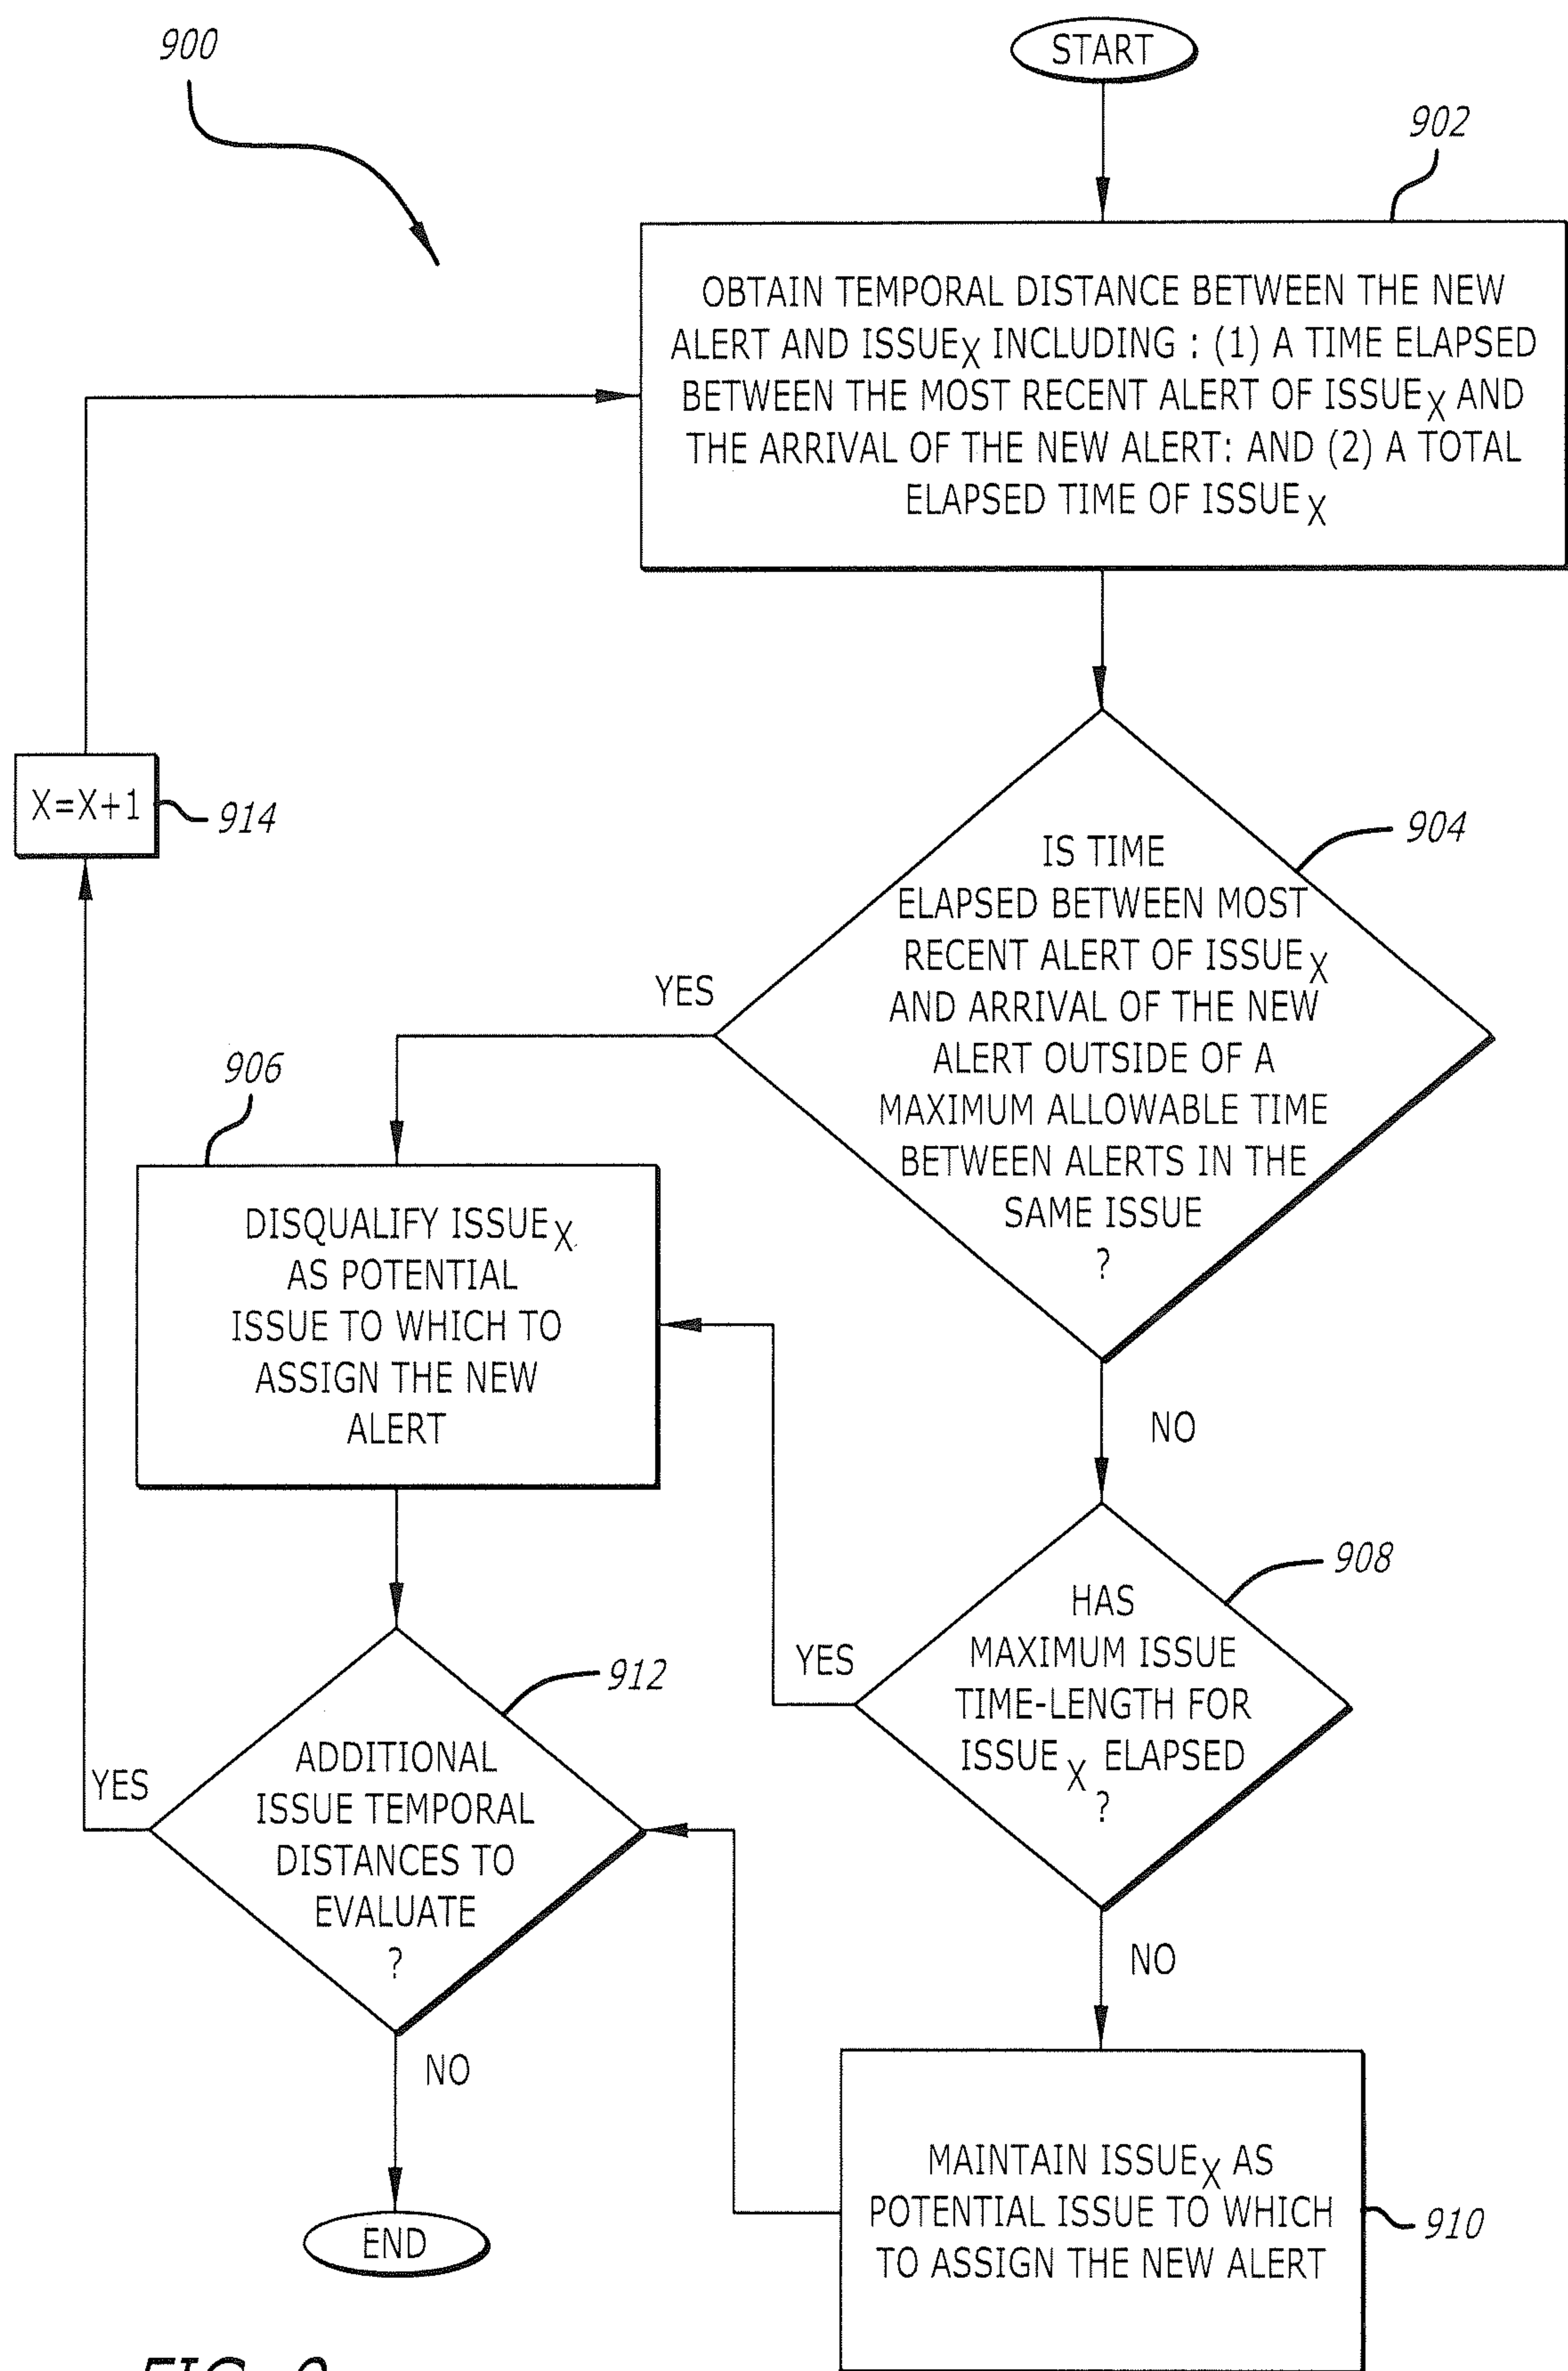 900
START
902
OBTAIN TEMPORAL DISTANCE BETWEEN THE NEW
ALERT AND ISSUEX INCLUDING : (1) A TIME ELAPSED
BETWEEN THE MOST RECENT ALERT OF ISSUEX AND
THE ARRIVAL OF THE NEW ALERT: AND (2) A TOTAL
ELAPSED TIME OF ISSUEX
X=X+1
914
904
IS TIME
ELAPSED BETWEEN MOST
RECENT ALERT OF ISSUEX
AND ARRIVAL OF THE NEW
ALERT OUTSIDE OF A
MAXIMUM ALLOWABLE TIME
BETWEEN ALERTS IN THE
SAME ISSUE
?
YES
NO
906
DISQUALIFY ISSUEX
AS POTENTIAL
ISSUE TO WHICH TO
ASSIGN THE NEW
ALERT
908
HAS
MAXIMUM ISSUE
TIME-LENGTH FOR
ISSUEX ELAPSED
?
YES
NO
912
ADDITIONAL
ISSUE TEMPORAL
DISTANCES TO
EVALUATE
?
YES
NO
END
MAINTAIN ISSUEX AS
POTENTIAL ISSUE TO WHICH
TO ASSIGN THE NEW ALERT
910